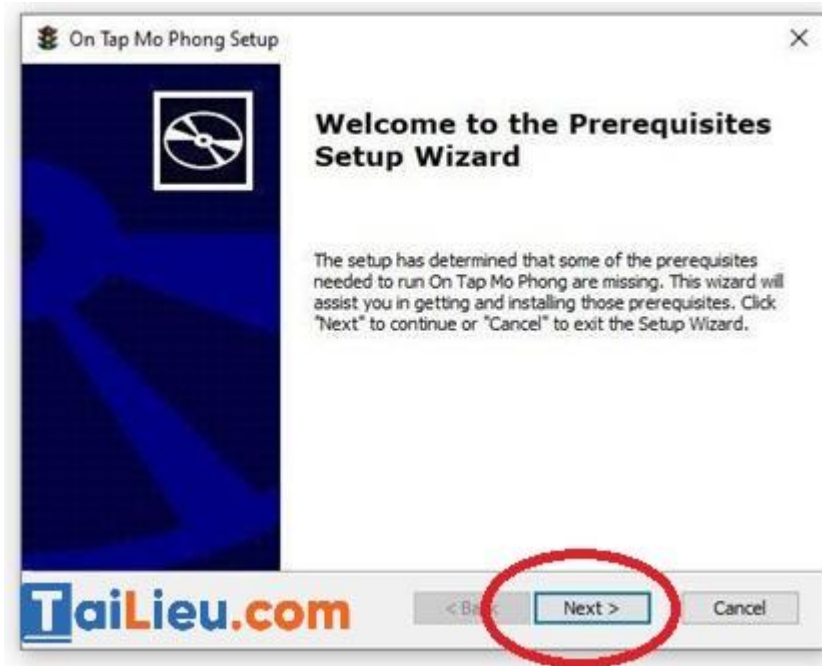 On Tap Mo Phong Setup
Welcome to the Prerequisites
Setup Wizard
The setup has determined that some of the prerequisites
needed to run On Tap Mo Phong are missing. This wizard will
assist you in getting and installing those prerequisites. Click
"Next" to continue or "Cancel" to exit the Setup Wizard.
TaiLieu.com
< Back Next > Cancel